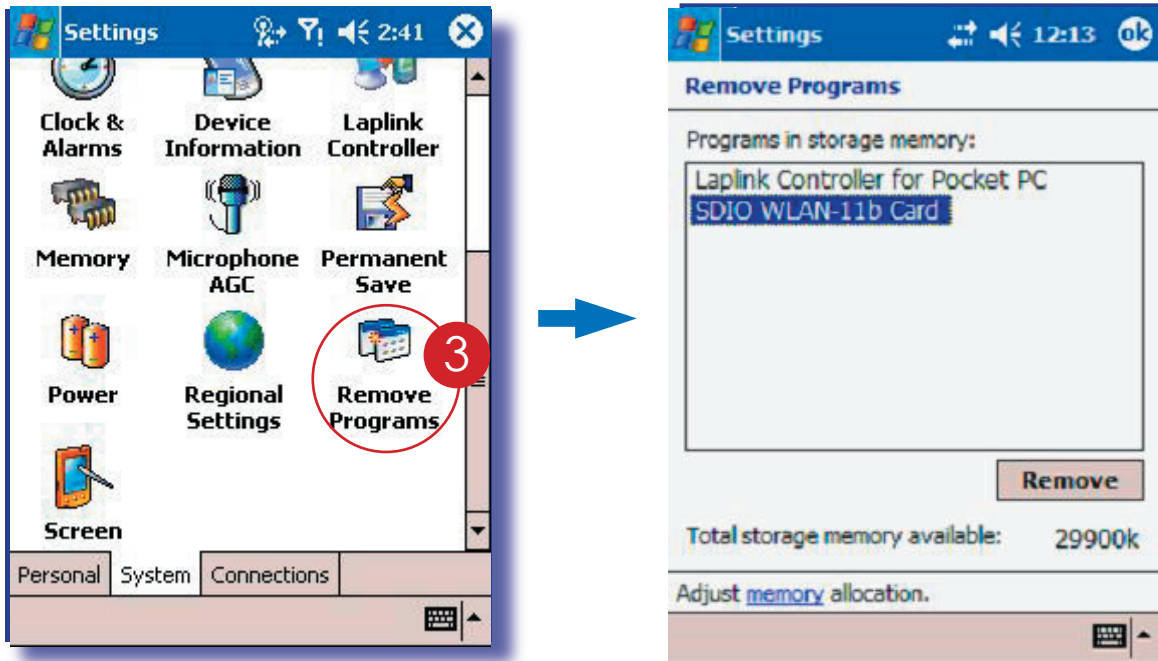 Settings 2:41
Clock & Device Laplink
Alarms Information Controller
Memory Microphone Permanent
AGC Save
3
Power Regional Remove
Settings Programs
Screen
Personal System Connections
Settings 12:13 ok
Remove Programs
Programs in storage memory:
Laplink Controller for Pocket PC
SDIO WLAN-11b Card
Remove
Total storage memory available: 29900k
Adjust memory allocation.